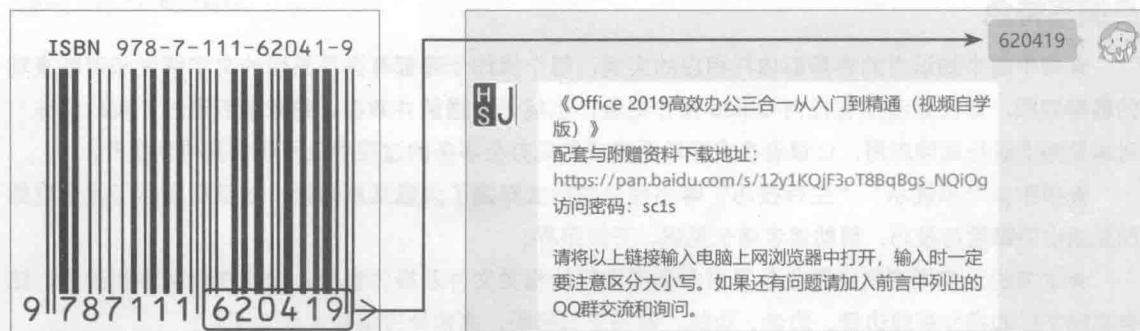 ISBN 978-7-111-62041-9
9 787111 620419
620419
HSJ
《Office 2019高效办公三合一从入门到精通（视频自学
版）》
配套与附赠资料下载地址：
https://pan.baidu.com/s/12y1KQjF3oT8BqBgs_NQiOg
访问密码：sc1s
请将以上链接输入电脑上网浏览器中打开，输入时一定
要注意区分大小写。如果还有问题请加入前言中列出的
QQ群交流和询问。